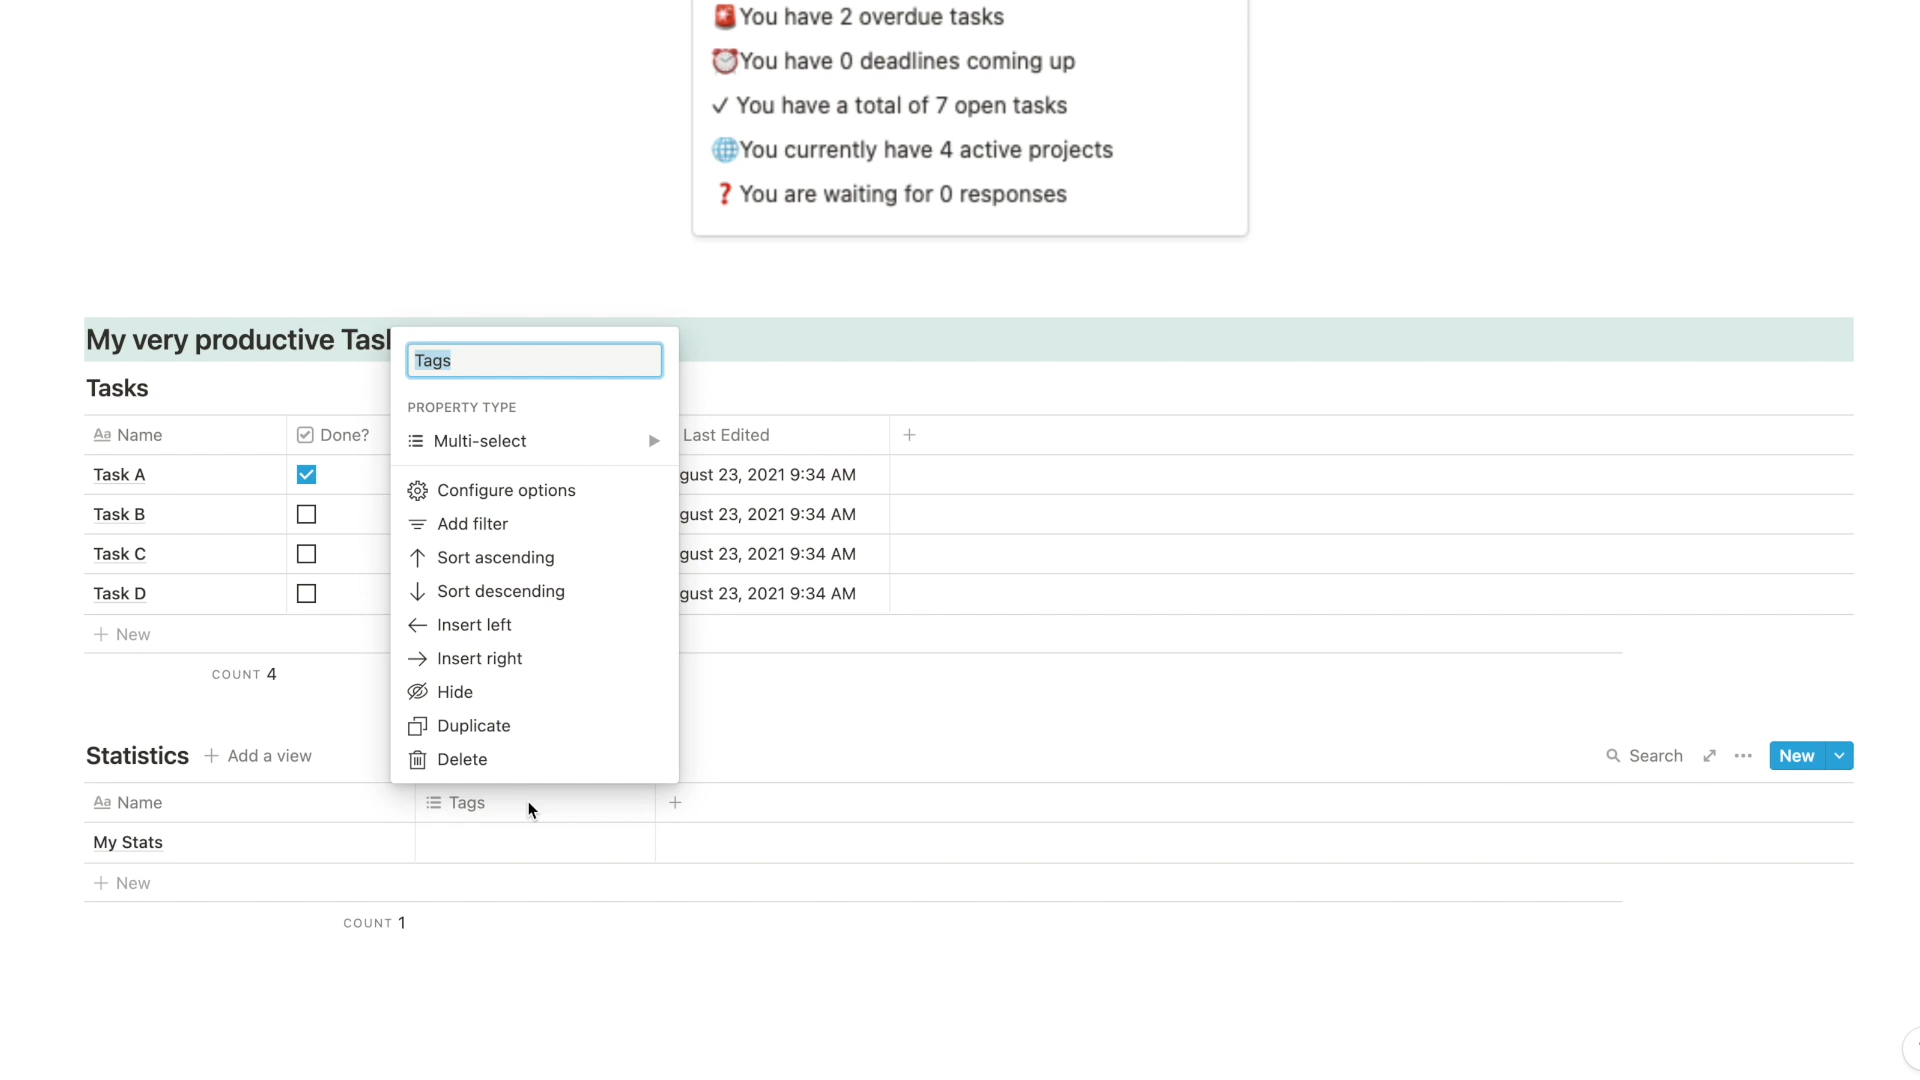 You have 2 overdue tasks
You have 0 deadlines coming up
✓ You have a total of 7 open tasks
You currently have 4 active projects
❓ You are waiting for 0 responses
My very productive Tas
Tags
PROPERTY TYPE
Multi-select
Configure options
Add filter
Sort ascending
Sort descending
Insert left
Insert right
Hide
Duplicate
Delete
Tasks
Aa Name Done? Last Edited +
Task A gust 23, 2021 9:34 AM
Task B gust 23, 2021 9:34 AM
Task C gust 23, 2021 9:34 AM
Task D gust 23, 2021 9:34 AM
+ New
COUNT 4
Statistics + Add a view Search ••• New
Aa Name Tags +
My Stats
+ New
COUNT 1